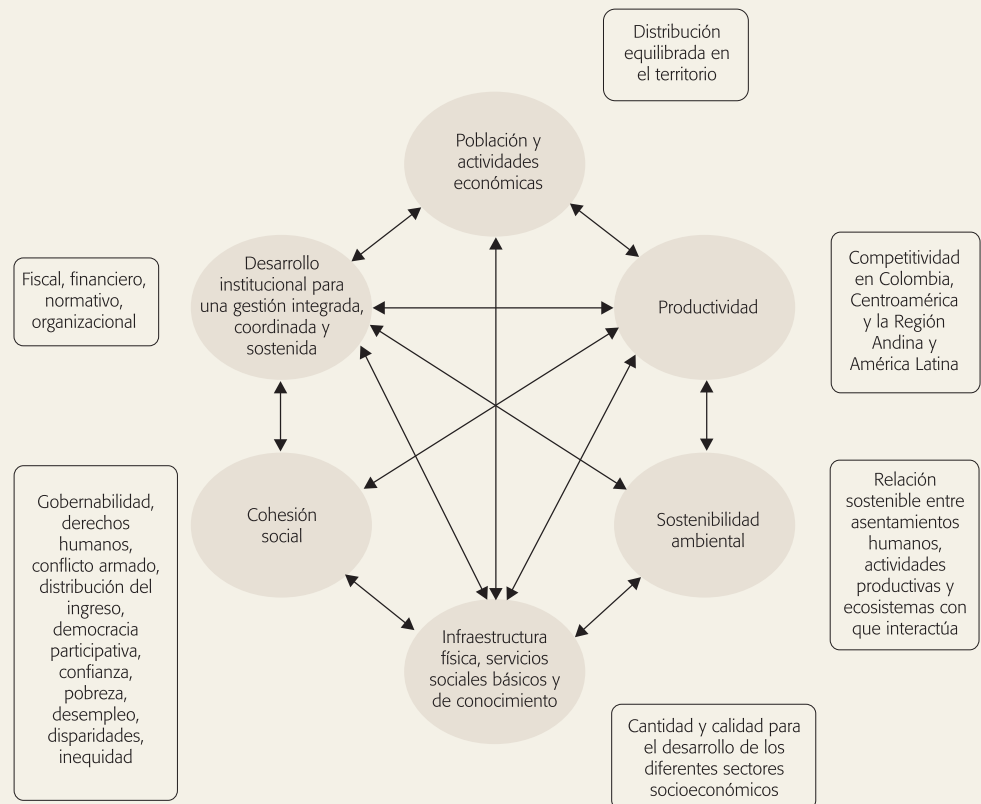 Distribución
equilibrada en
el territorio
Población y
actividades
económicas
Fiscal, financiero,
normativo,
organizacional
Desarrollo
institucional para
una gestión integrada,
coordinada y
sostenida
Productividad
Competitividad
en Colombia,
Centroamérica
y la Región
Andina y
América Latina
Gobernabilidad,
derechos
humanos,
conflicto armado,
distribución del
ingreso,
democracia
participativa,
confianza,
pobreza,
desempleo,
disparidades,
inequidad
Cohesión
social
Sostenibilidad
ambiental
Relación
sostenible entre
asentamientos
humanos,
actividades
productivas y
ecosistemas con
que interactúa
Infraestructura
física, servicios
sociales básicos y
de conocimiento
Cantidad y calidad para
el desarrollo de los
diferentes sectores
socioeconómicos